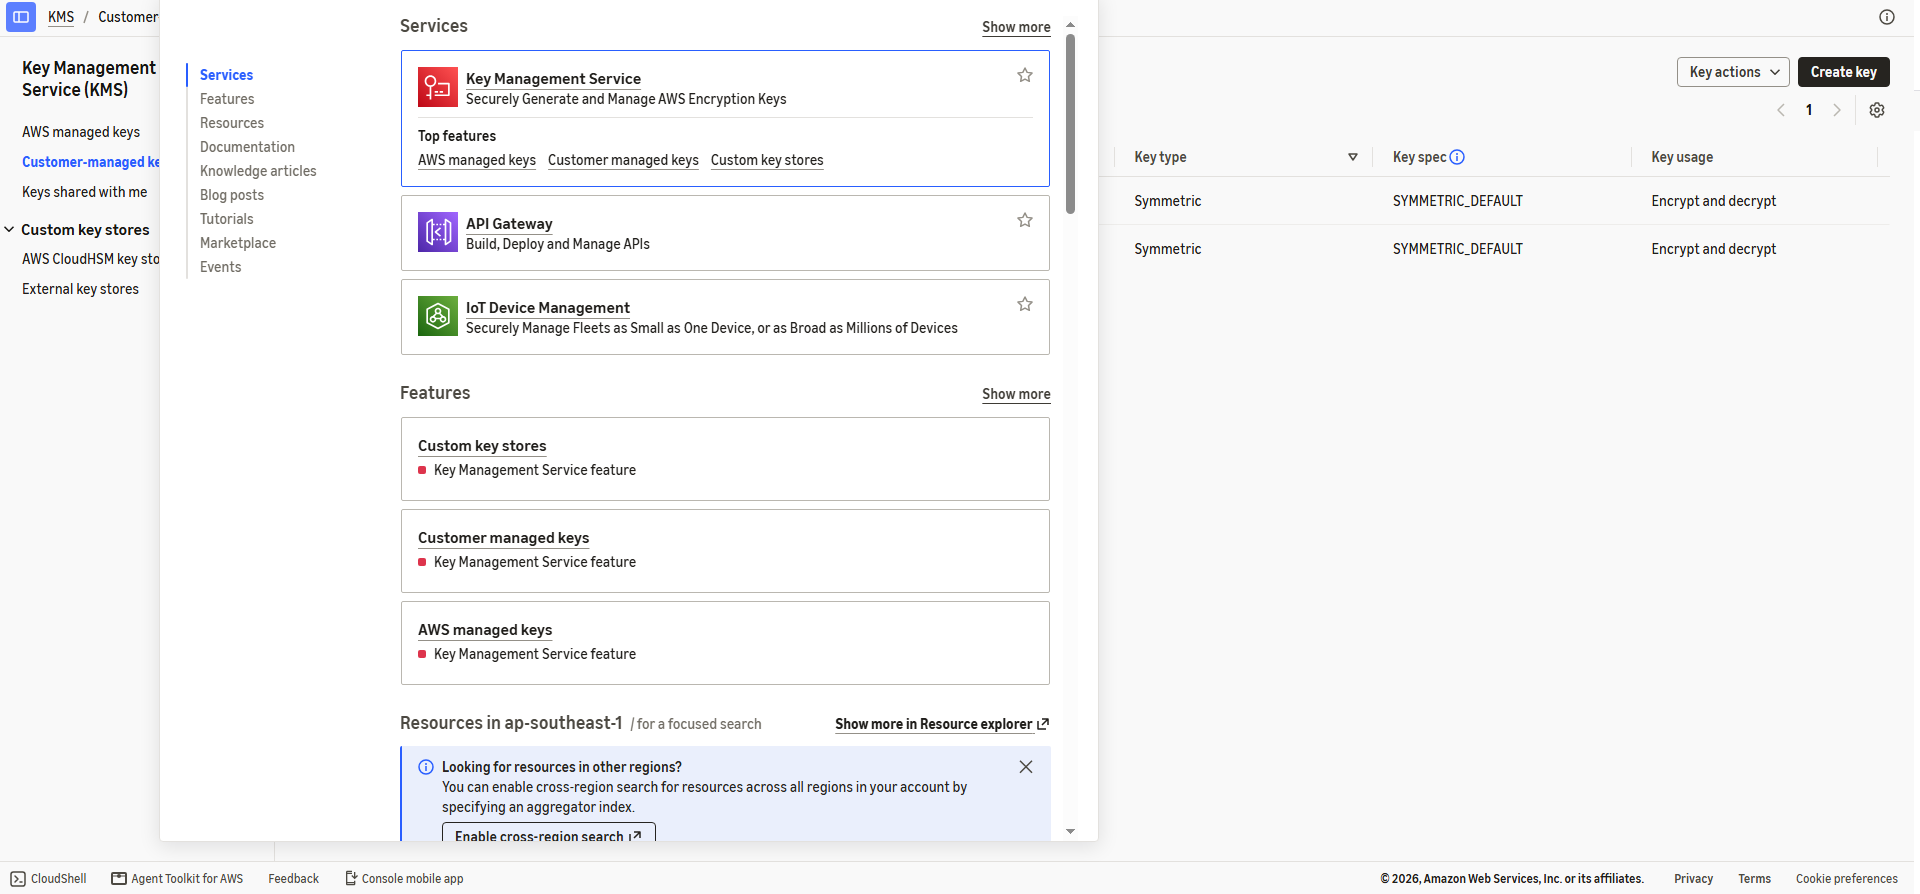 KMS / Customer
Key Management
Service (KMS)
AWS managed keys
Customer-managed ke
Keys shared with me
Custom key stores
AWS CloudHSM key sto
External key stores
Services
Features
Resources
Documentation
Knowledge articles
Blog posts
Tutorials
Marketplace
Events
Services Show more
Key Management Service
Securely Generate and Manage AWS Encryption Keys
Top features
AWS managed keys Customer managed keys Custom key stores
API Gateway
Build, Deploy and Manage APIs
IoT Device Management
Securely Manage Fleets as Small as One Device, or as Broad as Millions of Devices
Features Show more
Custom key stores
Key Management Service feature
Customer managed keys
Key Management Service feature
AWS managed keys
Key Management Service feature
Resources in ap-southeast-1 / for a focused search Show more in Resource explorer
Looking for resources in other regions?
You can enable cross-region search for resources across all regions in your account by
specifying an aggregator index.
Enable cross-region search
Key actions Create key
1
Key type Key spec Key usage
Symmetric SYMMETRIC_DEFAULT Encrypt and decrypt
Symmetric SYMMETRIC_DEFAULT Encrypt and decrypt
CloudShell Agent Toolkit for AWS Feedback Console mobile app © 2026, Amazon Web Services, Inc. or its affiliates. Privacy Terms Cookie preferences